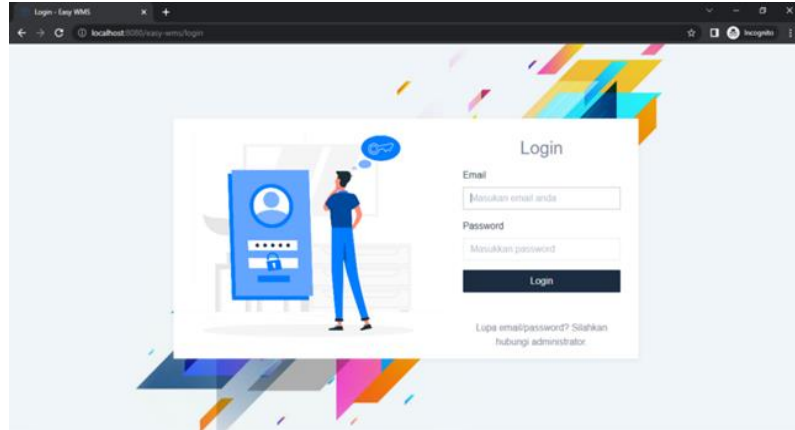 Login - Easy WMS
localhost:8080/easy-wms/login
Incognito
Login
Email
Masukan email anda
Password
Masukkan password
Login
Lupa email/password? Silahkan
hubungi administrator.